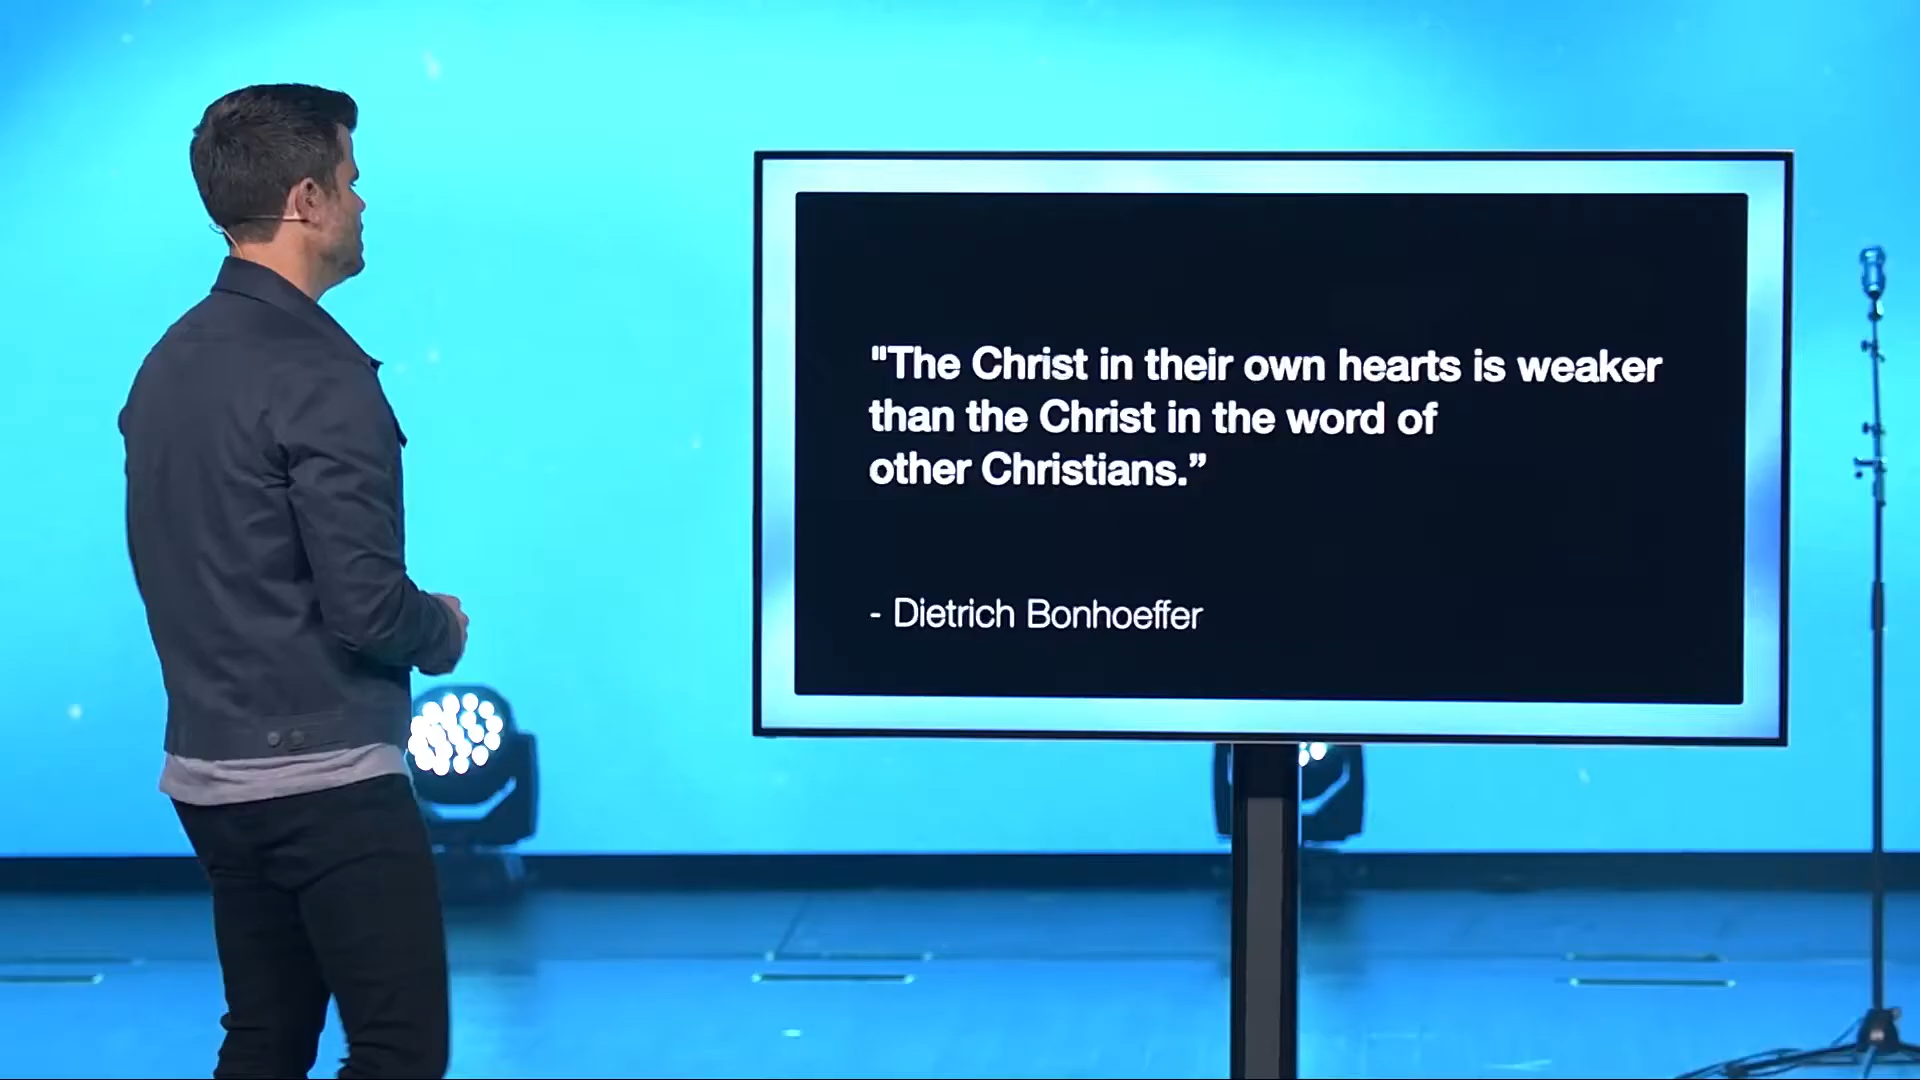 "The Christ in their own hearts is weaker
than the Christ in the word of
other Christians.”
- Dietrich Bonhoeffer